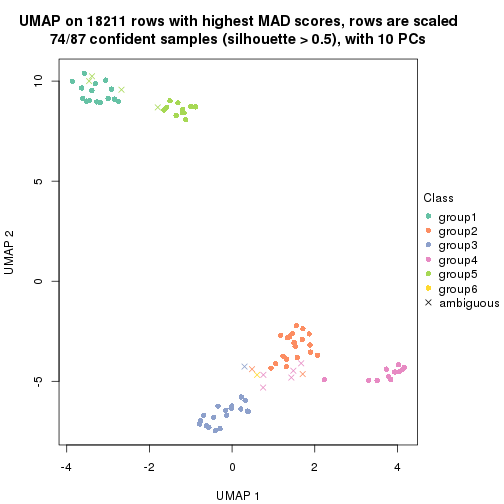 UMAP on 18211 rows with highest MAD scores, rows are scaled
74/87 confident samples (silhouette > 0.5), with 10 PCs
10
5
0
-5
UMAP 2
-4
-2
0
2
4
UMAP 1
Class
group1
group2
group3
group4
group5
group6
ambiguous